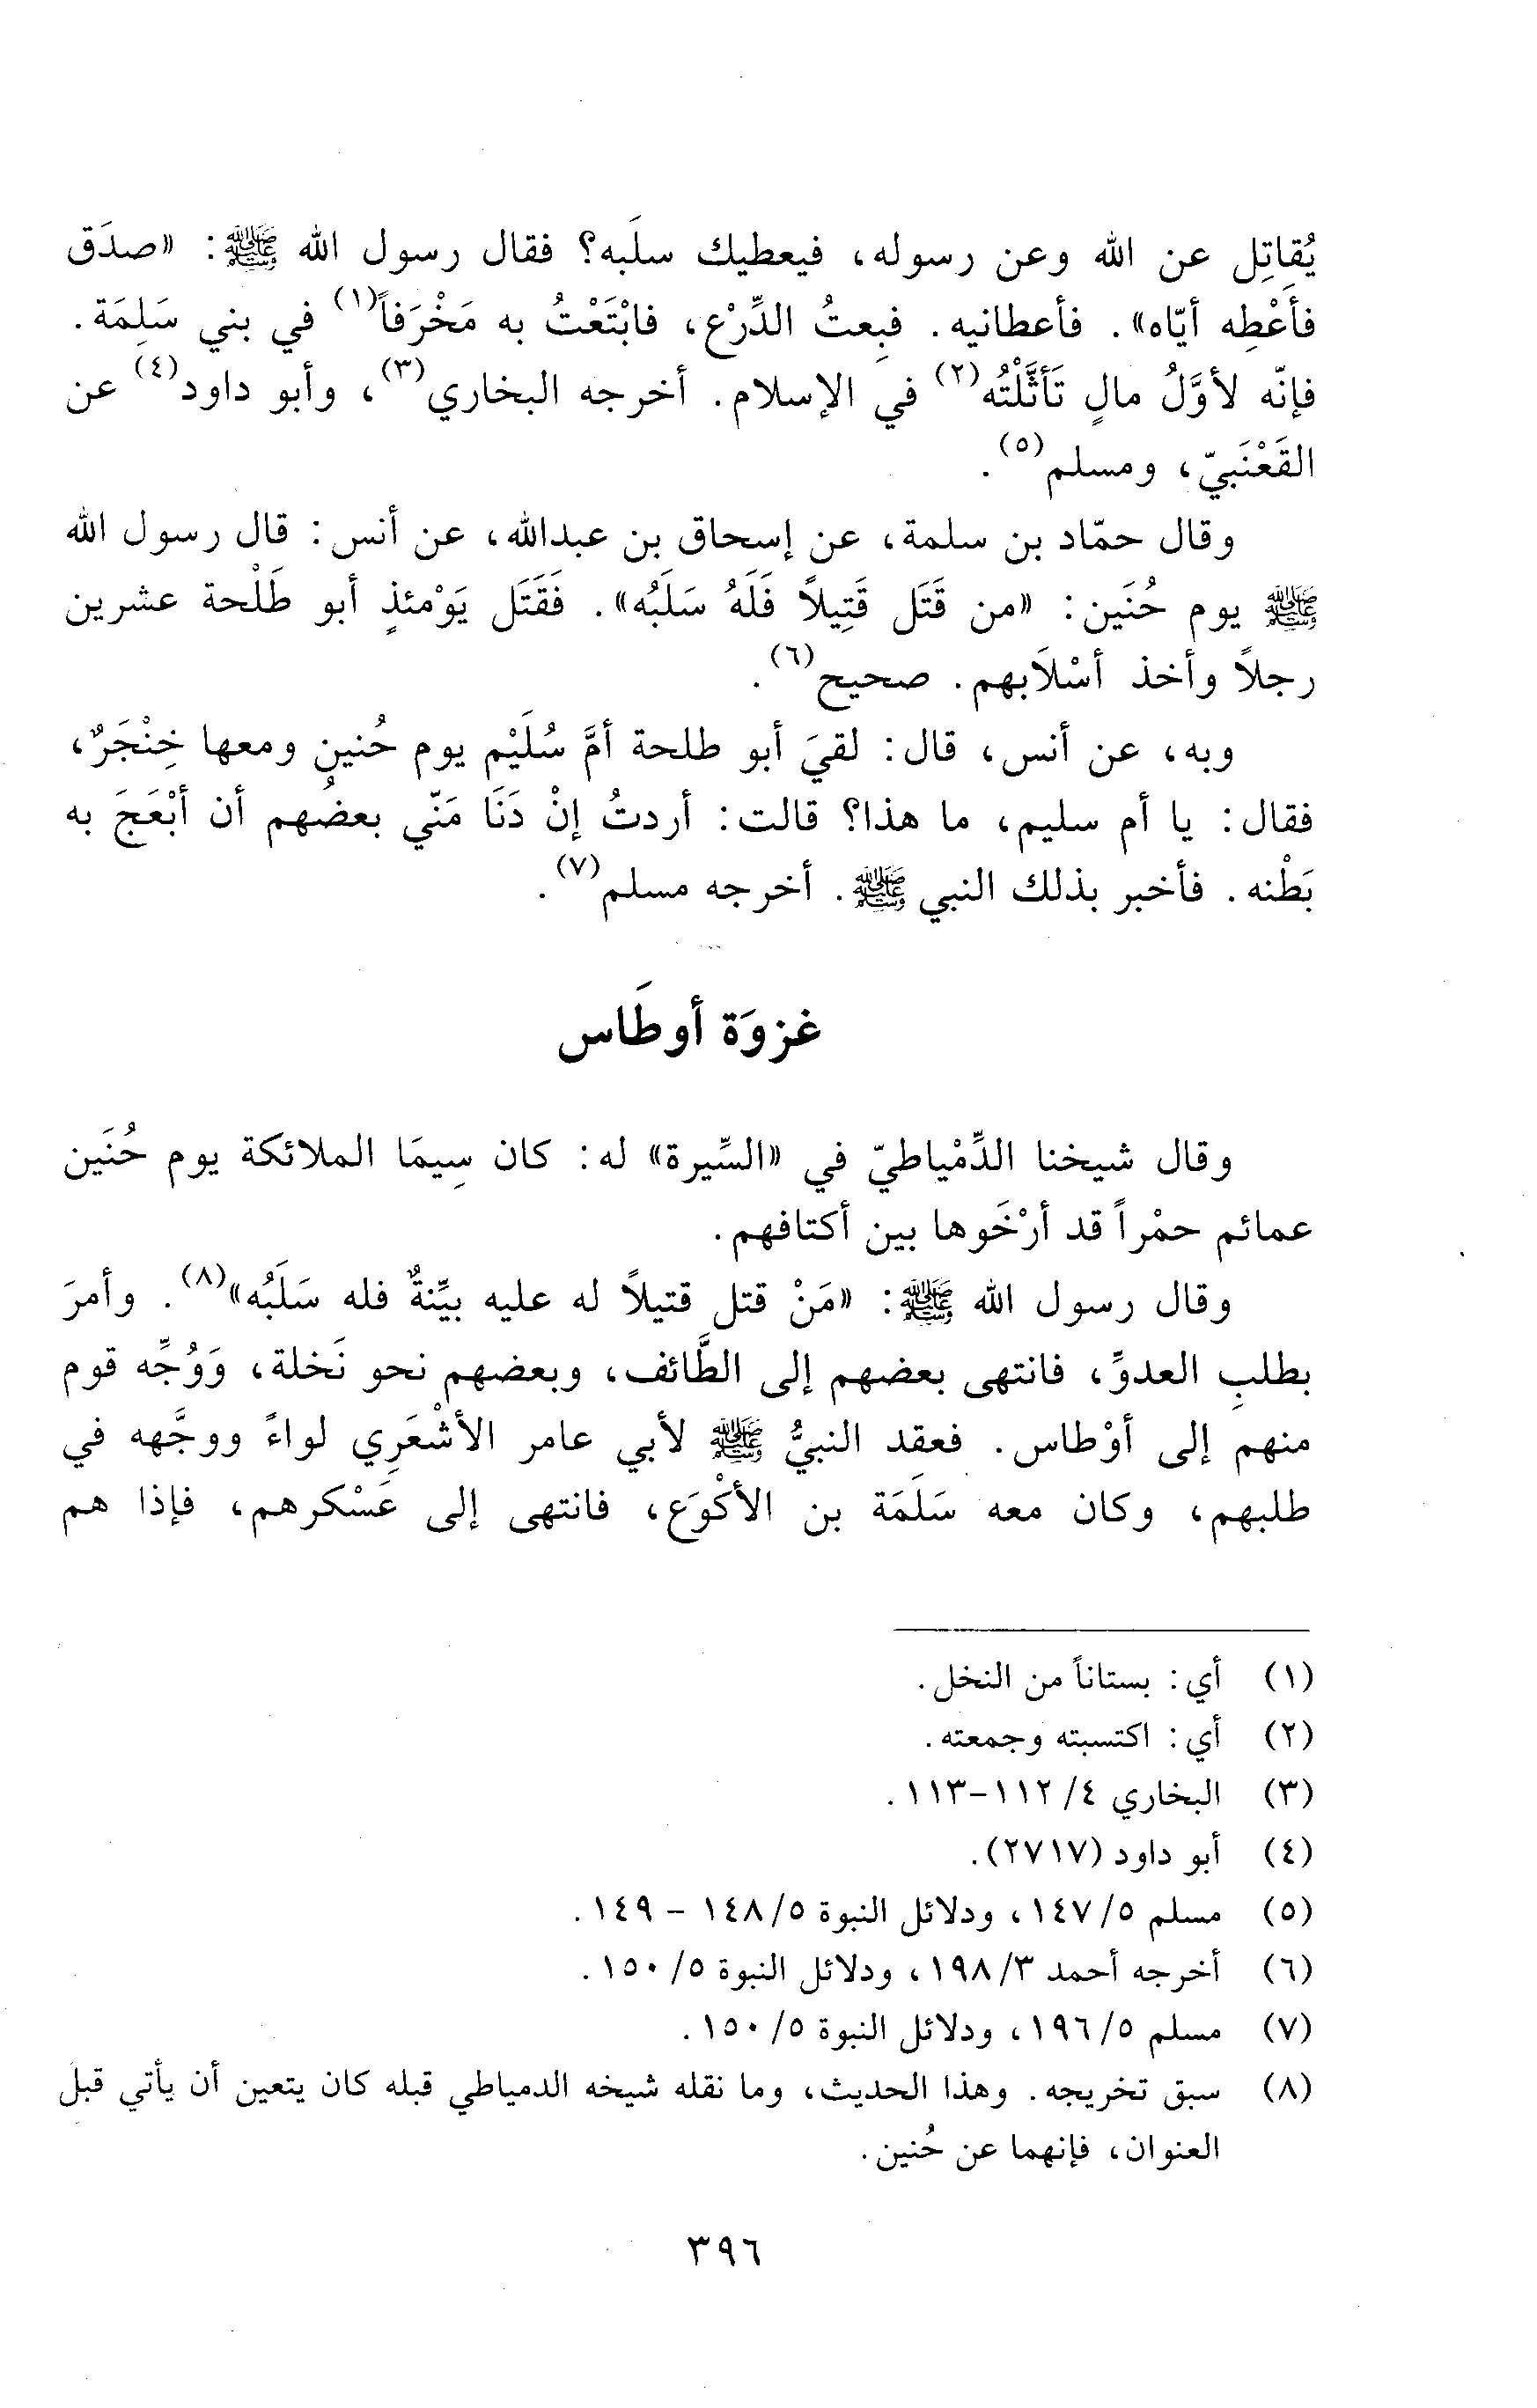 يُقاتِل عن الله وعن رسوله، فيعطيك سلَبه؟ فقال رسول الله ﷺ: «صدَق
فأَعْطِه أيّاه». فأعطانيه. فبِعتُ الدِّرْع، فابْتَعْتُ به مَخْرَفاً(١) في بني سَلِمَة.
فإنّه لأوَّلُ مالٍ تَأَثَّلْتُه(٢) في الإسلام. أخرجه البخاري(٣)، وأبو داود(٤) عن
القَعْنَبيّ، ومسلم(٥).
وقال حمّاد بن سلمة، عن إسحاق بن عبدالله، عن أنس: قال رسول الله
ﷺ يوم حُنَين: «من قَتَل قَتِيلاً فَلَهُ سَلَبُه». فَقَتَل يَوْمئذٍ أبو طَلْحة عشرين
رجلاً وأخذ أسْلاَبهم. صحيح(٦).
وبه، عن أنس، قال: لقيَ أبو طلحة أمَّ سُلَيْم يوم حُنين ومعها خِنْجَرٌ،
فقال: يا أم سليم، ما هذا؟ قالت: أردتُ إنْ دَنَا مَنّي بعضُهم أن أبْعَجَ به
بَطْنه. فأخبر بذلك النبي ﷺ. أخرجه مسلم(٧).
غزوَة أوطَاس
وقال شيخنا الدِّمْياطيّ في «السِّيرة» له: كان سِيمَا الملائكة يوم حُنَين
عمائم حمْراً قد أرْخَوها بين أكتافهم.
وقال رسول الله ﷺ: «مَنْ قتل قتيلاً له عليه بيِّنةٌ فله سَلَبُه»(٨). وأمرَ
بطلبِ العدوِّ، فانتهى بعضهم إلى الطَّائف، وبعضهم نحو نَخلة، وَوُجِّه قوم
منهم إلى أوْطاس. فعقد النبيُّ ﷺ لأبي عامر الأشْعَرِي لواءً ووجَّهه في
طلبهم، وكان معه سَلَمَة بن الأكْوَع، فانتهى إلى عَسْكرهم، فإذا هم
(١) أي: بستاناً من النخل.
(٢) أي: اكتسبته وجمعته.
(٣) البخاري ٤/ ١١٢-١١٣.
(٤) أبو داود (٢٧١٧).
(٥) مسلم ٥/ ١٤٧، ودلائل النبوة ٥/ ١٤٨ – ١٤٩.
(٦) أخرجه أحمد ٣/ ١٩٨، ودلائل النبوة ٥/ ١٥٠.
(٧) مسلم ٥/ ١٩٦، ودلائل النبوة ٥/ ١٥٠.
(٨) سبق تخريجه. وهذا الحديث، وما نقله شيخه الدمياطي قبله كان يتعين أن يأتي قبل
العنوان، فإنهما عن حُنين.
٣٩٦